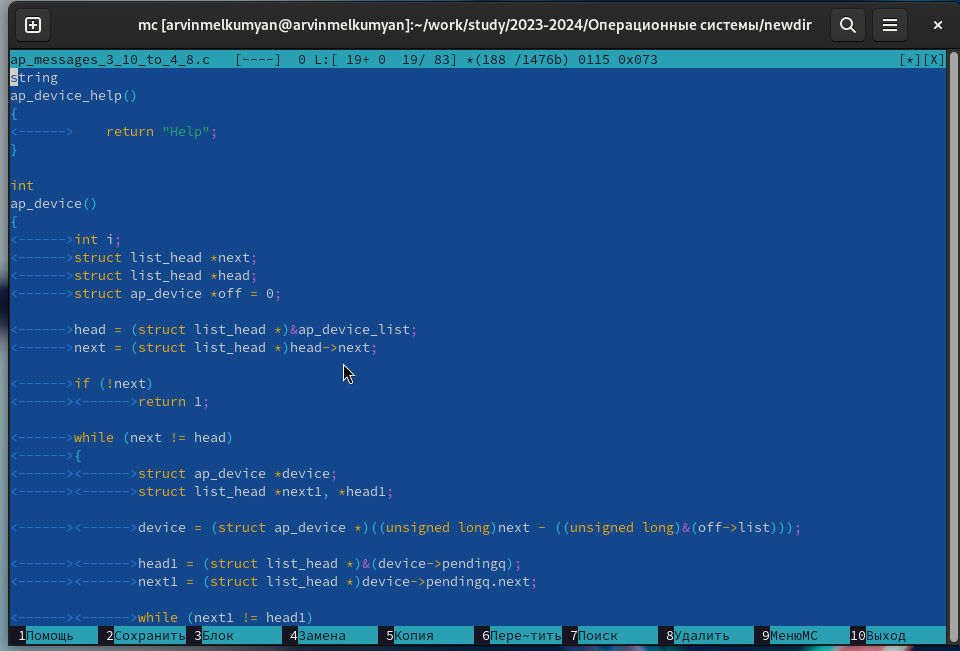 mc [arvinmelkumyan@arvinmelkumyan]:~/work/study/2023-2024/Операционные системы/newdir
ap_messages_3_10_to_4_8.c   [----]  0 L:[ 19+ 0  19/ 83] *(188 /1476b) 0115 0x073   [*][X]
string
ap_device_help()
{
<------>    return "Help";
}

int
ap_device()
{
<------>int i;
<------>struct list_head *next;
<------>struct list_head *head;
<------>struct ap_device *off = 0;

<------>head = (struct list_head *)&ap_device_list;
<------>next = (struct list_head *)head->next;

<------>if (!next)
<------><------>return 1;

<------>while (next != head)
<------>{
<------><------>struct ap_device *device;
<------><------>struct list_head *next1, *head1;

<------><------>device = (struct ap_device *)((unsigned long)next - ((unsigned long)&(off->list)));

<------><------>head1 = (struct list_head *)&(device->pendingq);
<------><------>next1 = (struct list_head *)device->pendingq.next;

<------><------>while (next1 != head1)
1Помощь 2Сохранить 3Блок 4Замена 5Копия 6Пере~тить 7Поиск 8Удалить 9МенюMC 10Выход